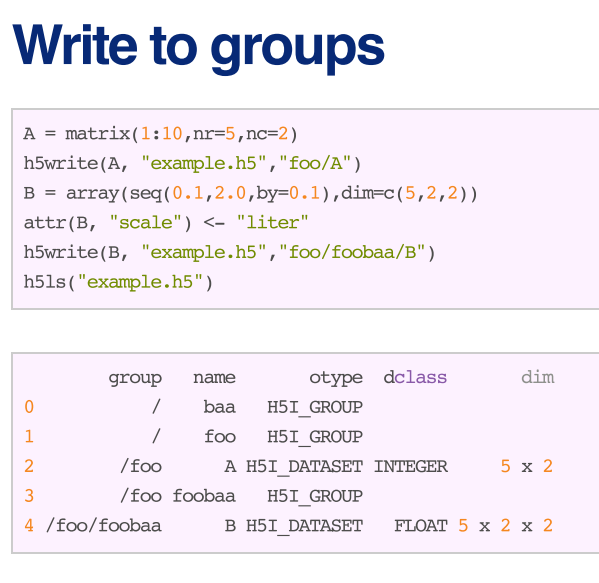 Write to groups
A = matrix(1:10,nr=5,nc=2)
h5write(A, "example.h5","foo/A")
B = array(seq(0.1,2.0,by=0.1),dim=c(5,2,2))
attr(B, "scale") <- "liter"
h5write(B, "example.h5","foo/foobaa/B")
h5ls("example.h5")
        group   name       otype  dclass       dim
0           /    baa   H5I_GROUP
1           /    foo   H5I_GROUP
2        /foo      A H5I_DATASET INTEGER     5 x 2
3        /foo foobaa   H5I_GROUP
4 /foo/foobaa      B H5I_DATASET   FLOAT 5 x 2 x 2